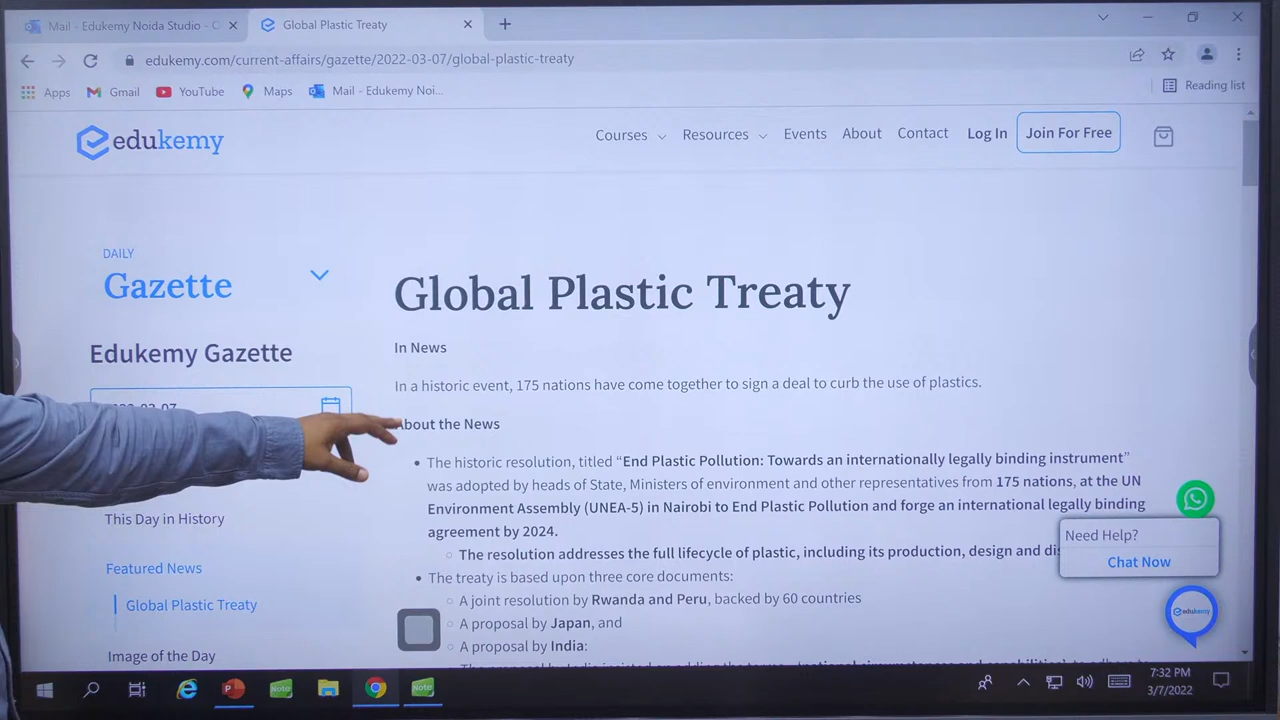 Mail - Edukemy Noida Studio - C
Global Plastic Treaty
edukemy.com/current-affairs/gazette/2022-03-07/global-plastic-treaty
Apps
Gmail
YouTube
Maps
Mail - Edukemy Noi...
Reading list
edukemy
Courses
Resources
Events
About
Contact
Log In
Join For Free
DAILY
Gazette
Edukemy Gazette
This Day in History
Featured News
Global Plastic Treaty
Image of the Day
Global Plastic Treaty
In News
In a historic event, 175 nations have come together to sign a deal to curb the use of plastics.
About the News
The historic resolution, titled “End Plastic Pollution: Towards an internationally legally binding instrument”
was adopted by heads of State, Ministers of environment and other representatives from 175 nations, at the UN
Environment Assembly (UNEA-5) in Nairobi to End Plastic Pollution and forge an international legally binding
agreement by 2024.
The resolution addresses the full lifecycle of plastic, including its production, design and di
The treaty is based upon three core documents:
A joint resolution by Rwanda and Peru, backed by 60 countries
A proposal by Japan, and
A proposal by India:
Need Help?
Chat Now
edukemy
P
Note
Note
7:32 PM
3/7/2022